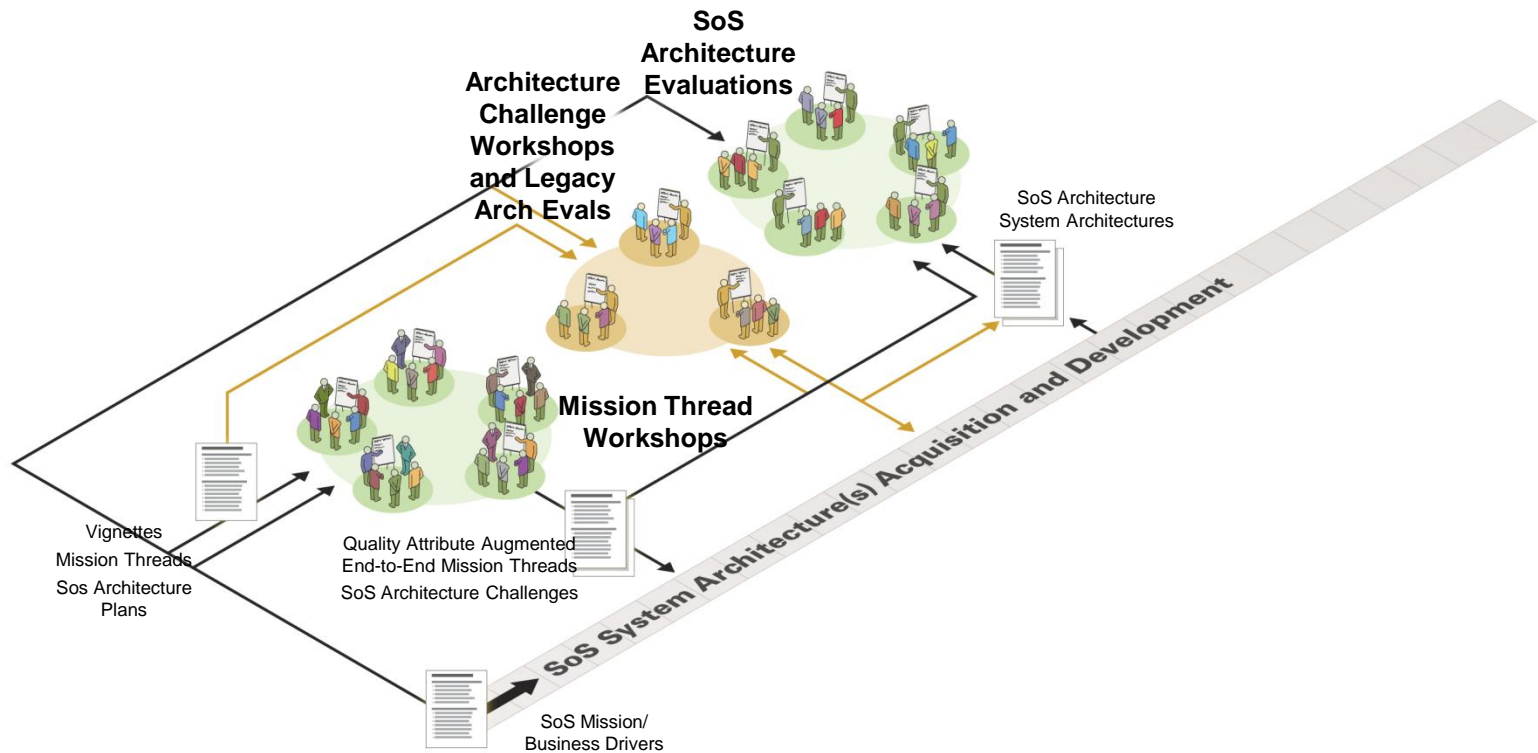 SoS
Architecture
Evaluations
Architecture
Challenge
Workshops
and Legacy
Arch Evals
SoS Architecture
System Architectures
Mission Thread
Workshops
Vignettes
Mission Threads
Sos Architecture
Plans
Quality Attribute Augmented
End-to-End Mission Threads
SoS Architecture Challenges
SoS System Architecture(s) Acquisition and Development
SoS Mission/
Business Drivers